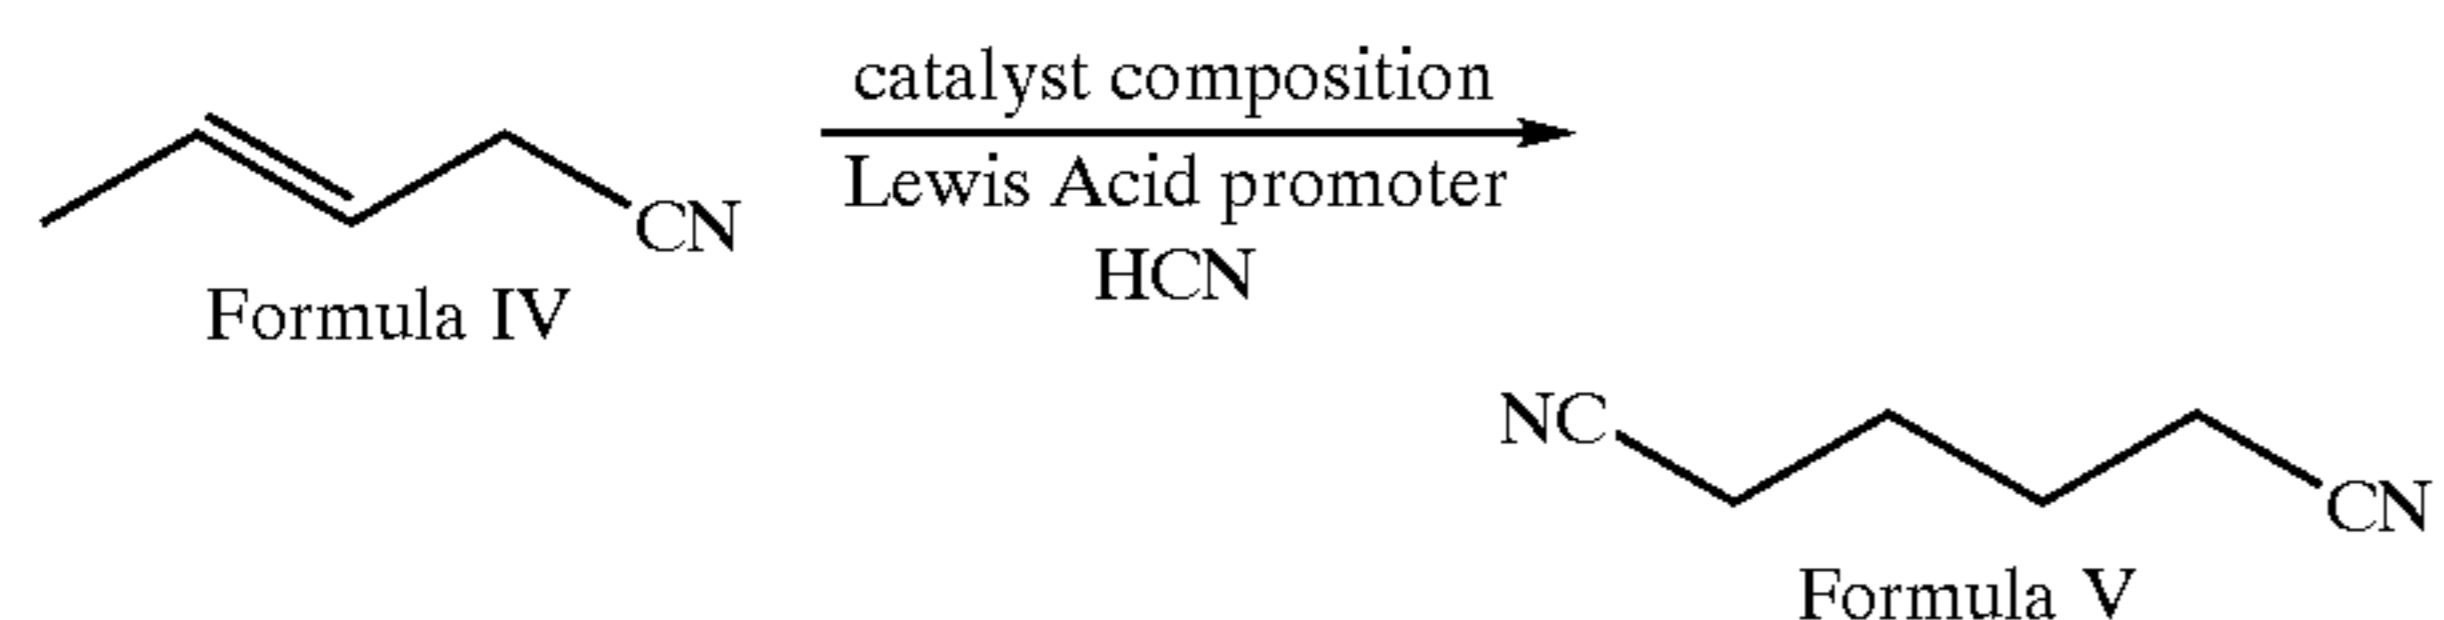 catalyst composition
Lewis Acid promoter
HCN
CN
Formula IV
NC
CN
Formula V